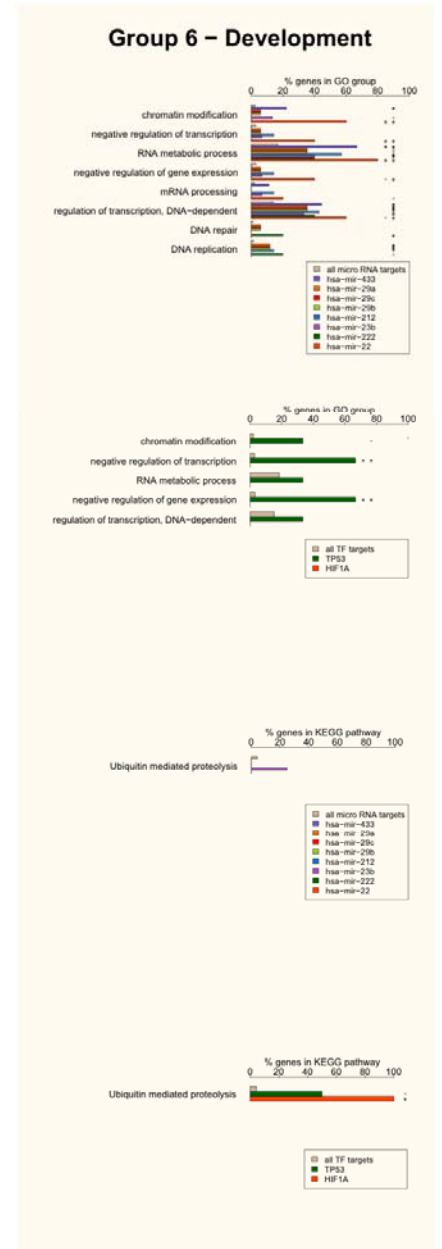 Group 6 − Development
% genes in GO group
0 20 40 60 80 100
chromatin modification
negative regulation of transcription
RNA metabolic process
negative regulation of gene expression
mRNA processing
regulation of transcription, DNA−dependent
DNA repair
DNA replication
all micro RNA targets
hsa−mir−433
hsa−mir−29a
hsa−mir−29c
hsa−mir−29b
hsa−mir−212
hsa−mir−23b
hsa−mir−222
hsa−mir−22
% genes in GO group
0 20 40 60 80 100
chromatin modification
negative regulation of transcription
RNA metabolic process
negative regulation of gene expression
regulation of transcription, DNA−dependent
all TF targets
TP53
HIF1A
% genes in KEGG pathway
0 20 40 60 80 100
Ubiquitin mediated proteolysis
all micro RNA targets
hsa−mir−433
hsa−mir−29a
hsa−mir−29c
hsa−mir−29b
hsa−mir−212
hsa−mir−23b
hsa−mir−222
hsa−mir−22
% genes in KEGG pathway
0 20 40 60 80 100
Ubiquitin mediated proteolysis
all TF targets
TP53
HIF1A